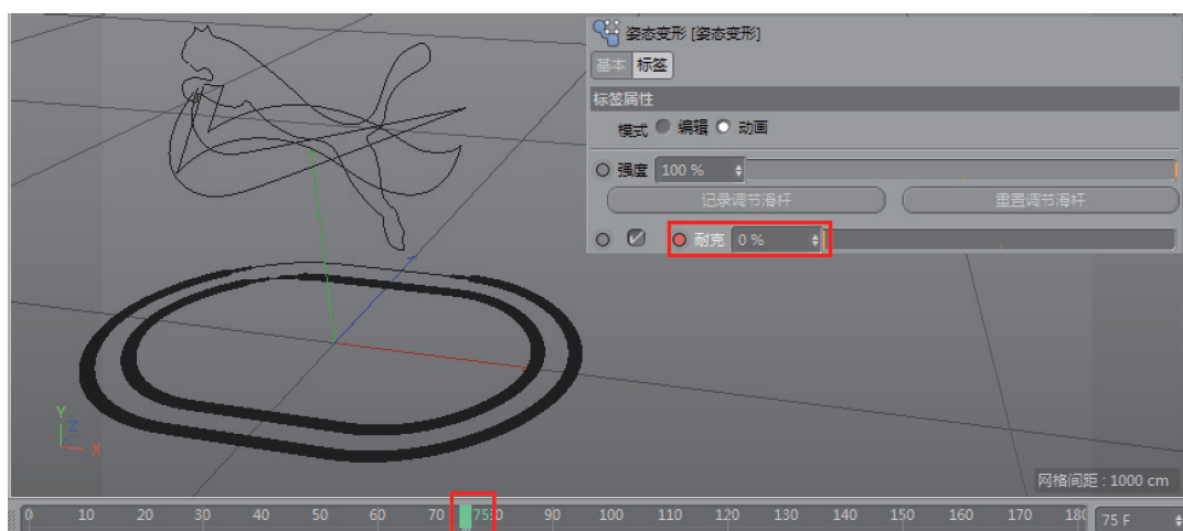 姿态变形 [姿态变形]
基本 标签
标签属性
模式 编辑 动画
强度 100 %
记录调节滑杆 重置调节滑杆
耐克 0 %
Y
Z
X
网格间距 : 1000 cm
0 10 20 30 40 50 60 70 75 80 90 100 110 120 130 140 150 160 170 180 75 F